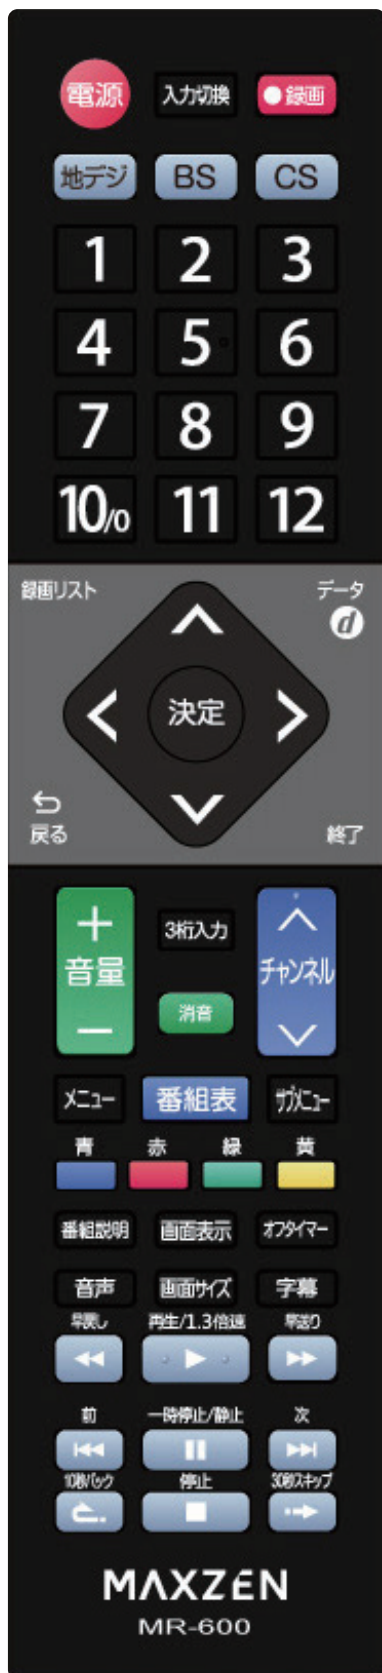 電源 入力切換 録画
地デジ BS CS
1 2 3
4 5 6
7 8 9
10/0 11 12
録画リスト データ
d
決定
戻る 終了
+ 3桁入力
音量 チャンネル
- 消音
メニュー 番組表 サブメニュー
青 赤 緑 黄
番組説明 画面表示 オフタイマー
音声 画面サイズ 字幕
早戻し 再生/1.3倍速 早送り
前 一時停止/静止 次
10秒バック 停止 30秒スキップ
MAXZEN
MR-600